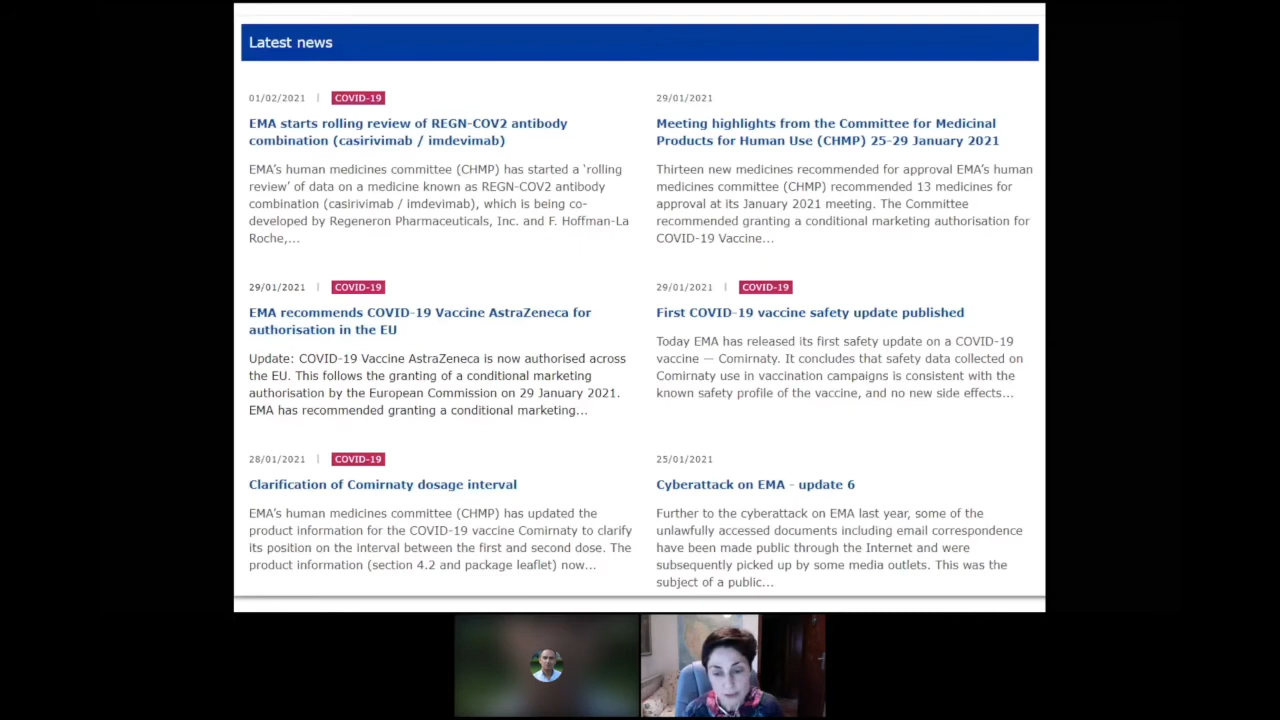 Latest news
01/02/2021 | COVID-19
EMA starts rolling review of REGN-COV2 antibody
combination (casirivimab / imdevimab)
EMA's human medicines committee (CHMP) has started a 'rolling
review' of data on a medicine known as REGN-COV2 antibody
combination (casirivimab / imdevimab), which is being co-
developed by Regeneron Pharmaceuticals, Inc. and F. Hoffman-La
Roche,...
29/01/2021
Meeting highlights from the Committee for Medicinal
Products for Human Use (CHMP) 25-29 January 2021
Thirteen new medicines recommended for approval EMA's human
medicines committee (CHMP) recommended 13 medicines for
approval at its January 2021 meeting. The Committee
recommended granting a conditional marketing authorisation for
COVID-19 Vaccine...
29/01/2021 | COVID-19
EMA recommends COVID-19 Vaccine AstraZeneca for
authorisation in the EU
Update: COVID-19 Vaccine AstraZeneca is now authorised across
the EU. This follows the granting of a conditional marketing
authorisation by the European Commission on 29 January 2021.
EMA has recommended granting a conditional marketing...
29/01/2021 | COVID-19
First COVID-19 vaccine safety update published
Today EMA has released its first safety update on a COVID-19
vaccine — Comirnaty. It concludes that safety data collected on
Comirnaty use in vaccination campaigns is consistent with the
known safety profile of the vaccine, and no new side effects...
28/01/2021 | COVID-19
Clarification of Comirnaty dosage interval
EMA's human medicines committee (CHMP) has updated the
product information for the COVID-19 vaccine Comirnaty to clarify
its position on the interval between the first and second dose. The
product information (section 4.2 and package leaflet) now...
25/01/2021
Cyberattack on EMA - update 6
Further to the cyberattack on EMA last year, some of the
unlawfully accessed documents including email correspondence
have been made public through the Internet and were
subsequently picked up by some media outlets. This was the
subject of a public...